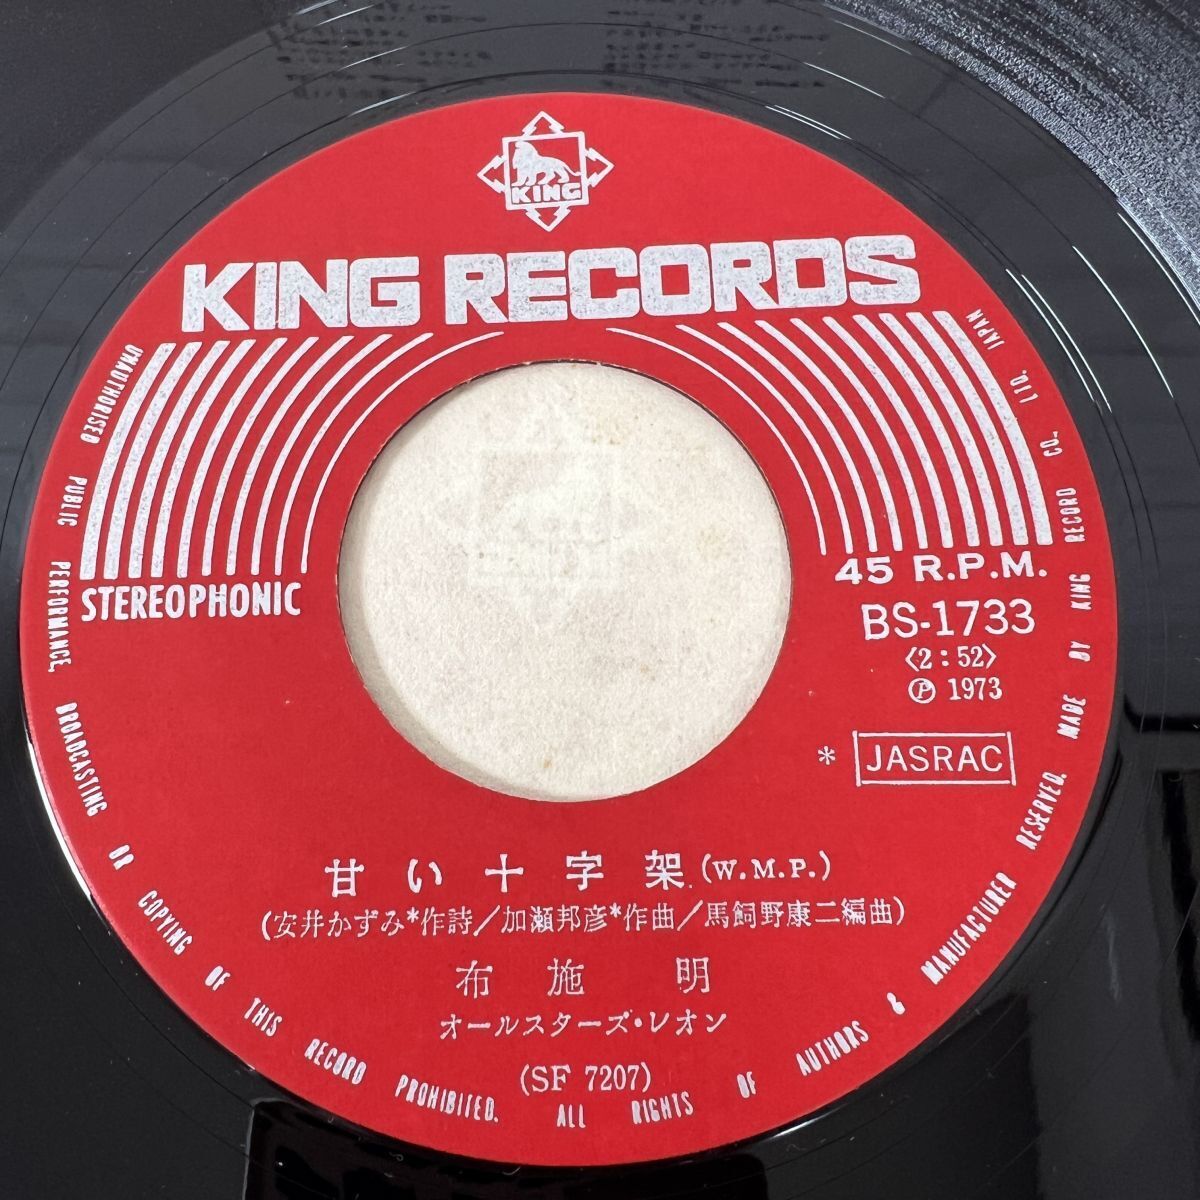 KING
KING RECORDS
STEREOPHONIC
45 R.P.M.
BS-1733
〈2:52〉
℗ 1973
* JASRAC
甘い十字架 (W.M.P.)
(安井かずみ*作詩/加瀬邦彦*作曲/馬飼野康二編曲)
布施 明
オールスターズ・レオン
(SF 7207)
UNAUTHORISED PUBLIC PERFORMANCE, BROADCASTING OR COPYING OF THIS RECORD PROHIBITED. ALL RIGHTS OF AUTHORS & MANUFACTURER RESERVED. MADE BY KING RECORD CO., LTD. JAPAN